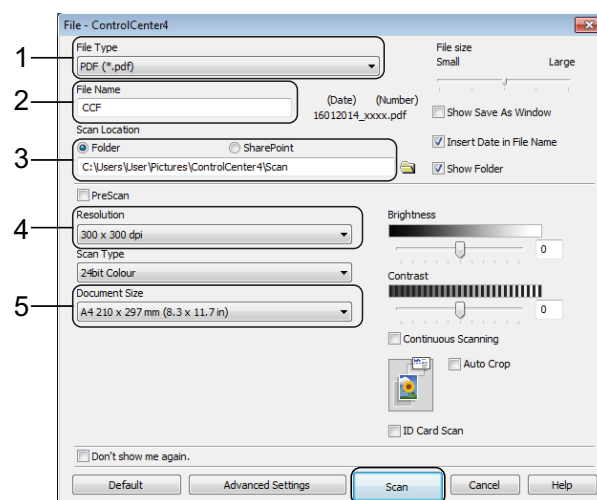 File - ControlCenter4
1
File Type
PDF (*.pdf)
File size
Small Large
2
File Name
CCF
(Date) (Number)
16012014_xxxx.pdf
Show Save As Window
Scan Location
Insert Date in File Name
3
Folder SharePoint
C:\Users\User\Pictures\ControlCenter4\Scan
Show Folder
PreScan
4
Resolution
300 x 300 dpi
Brightness
0
Scan Type
24bit Colour
Contrast
0
5
Document Size
A4 210 x 297 mm (8.3 x 11.7 in)
Continuous Scanning
Auto Crop
ID Card Scan
Don't show me again.
Default Advanced Settings Scan Cancel Help